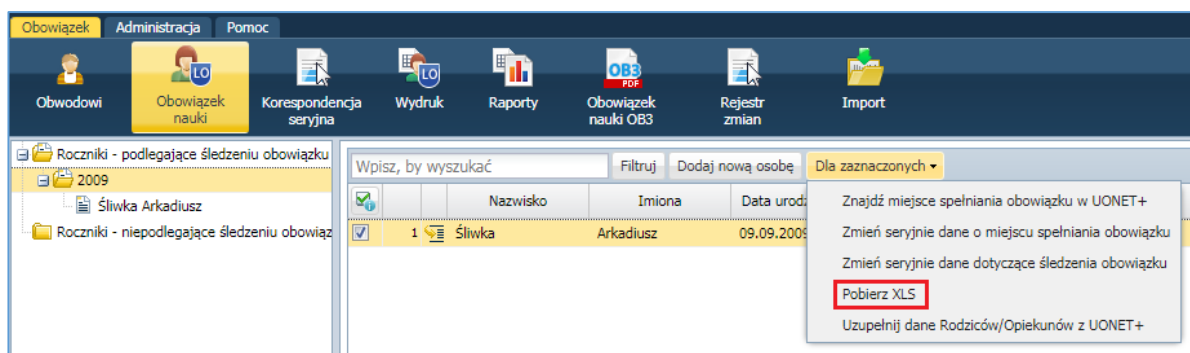 Obowiązek Administracja Pomoc
LO
LO
OB3
PDF
Obwodowi Obowiązek nauki Korespondencja seryjna Wydruk Raporty Obowiązek nauki OB3 Rejestr zmian Import
Roczniki - podlegające śledzeniu obowiązku
2009
Śliwka Arkadiusz
Roczniki - niepodlegające śledzeniu obowiąz
Wpisz, by wyszukać Filtruj Dodaj nową osobę Dla zaznaczonych
Nazwisko Imiona Data urodz
1 Śliwka Arkadiusz 09.09.2009
Znajdź miejsce spełniania obowiązku w UONET+
Zmień seryjnie dane o miejscu spełniania obowiązku
Zmień seryjnie dane dotyczące śledzenia obowiązku
Pobierz XLS
Uzupełnij dane Rodziców/Opiekunów z UONET+